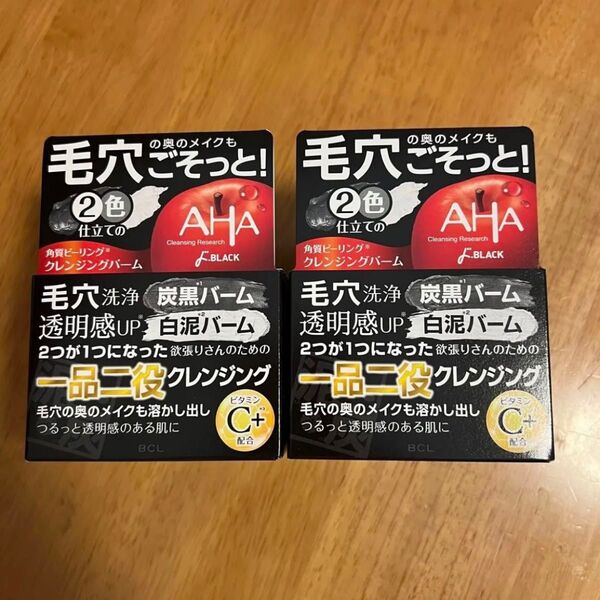 の奥のメイクも
毛穴ごそっと!
2色
仕立ての
AHA
Cleansing Research
F.BLACK
角質ピーリング※
クレンジングバーム
毛穴洗浄 炭黒バーム
透明感UP※ 白泥バーム※2
2つが1つになった欲張りさんのための
一品二役クレンジング
毛穴の奥のメイクも溶かし出し
つるっと透明感のある肌に
ビタミン
C+
配合
BCL
の奥のメイクも
毛穴ごそっと!
2色
仕立ての
AHA
Cleansing Research
F.BLACK
角質ピーリング※
クレンジングバーム
毛穴洗浄 炭黒バーム
透明感UP※ 白泥バーム※2
2つが1つになった欲張りさんのための
一品二役クレンジング
毛穴の奥のメイクも溶かし出し
つるっと透明感のある肌に
ビタミン
C+
配合
BCL